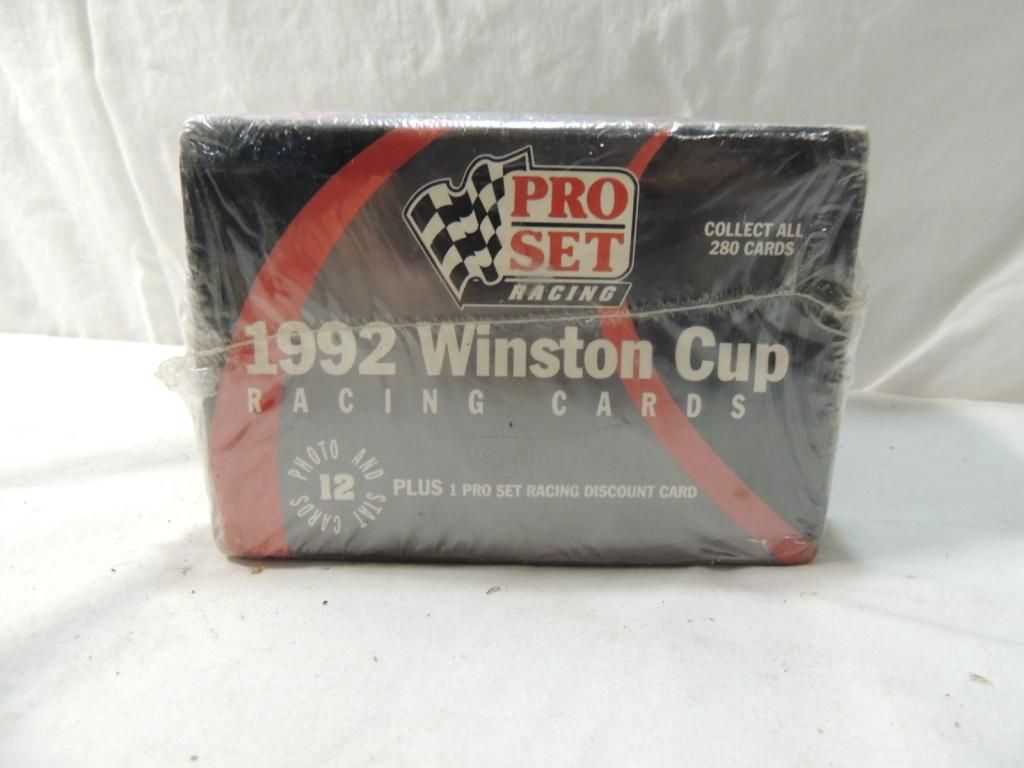 PRO
SET
RACING
COLLECT ALL
280 CARDS
1992 Winston Cup
RACING CARDS
12
PHOTO AND STAT CARDS
PLUS 1 PRO SET RACING DISCOUNT CARD